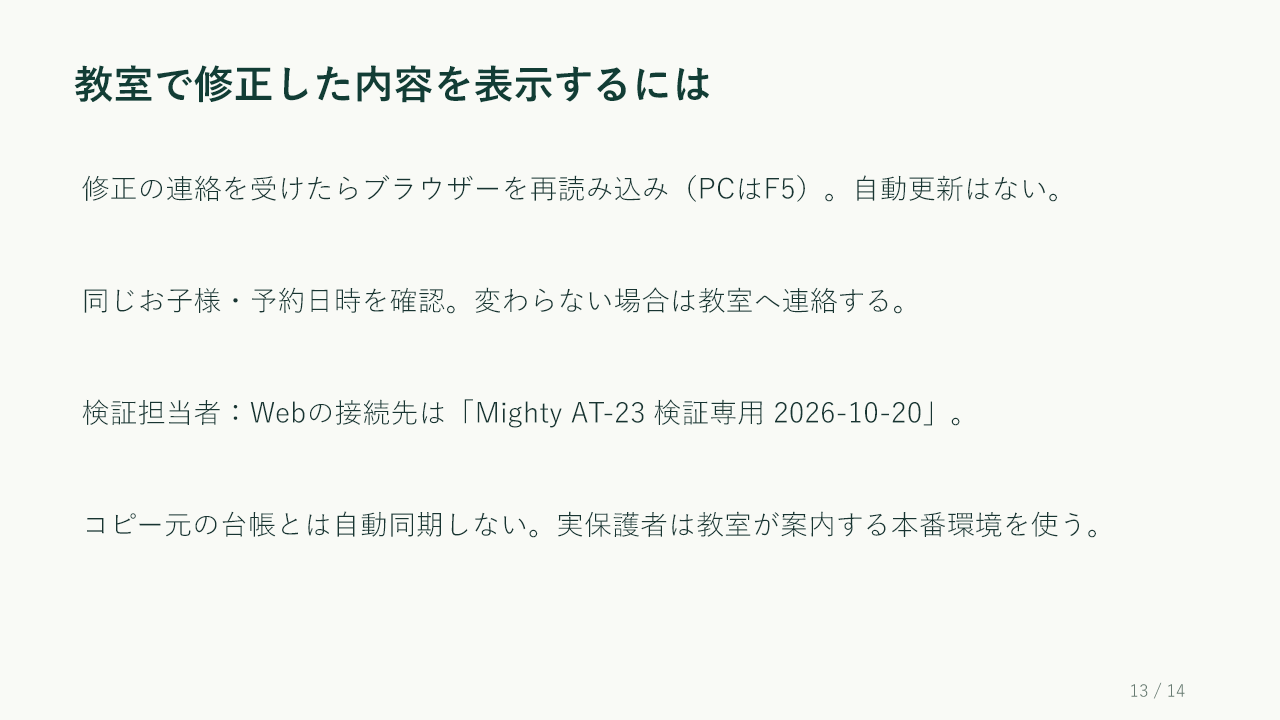 教室で修正した内容を表示するには
修正の連絡を受けたらブラウザーを再読み込み（PCはF5）。自動更新はない。
同じお子様・予約日時を確認。変わらない場合は教室へ連絡する。
検証担当者：Webの接続先は「Mighty AT-23 検証専用 2026-10-20」。
コピー元の台帳とは自動同期しない。実保護者は教室が案内する本番環境を使う。
13 / 14